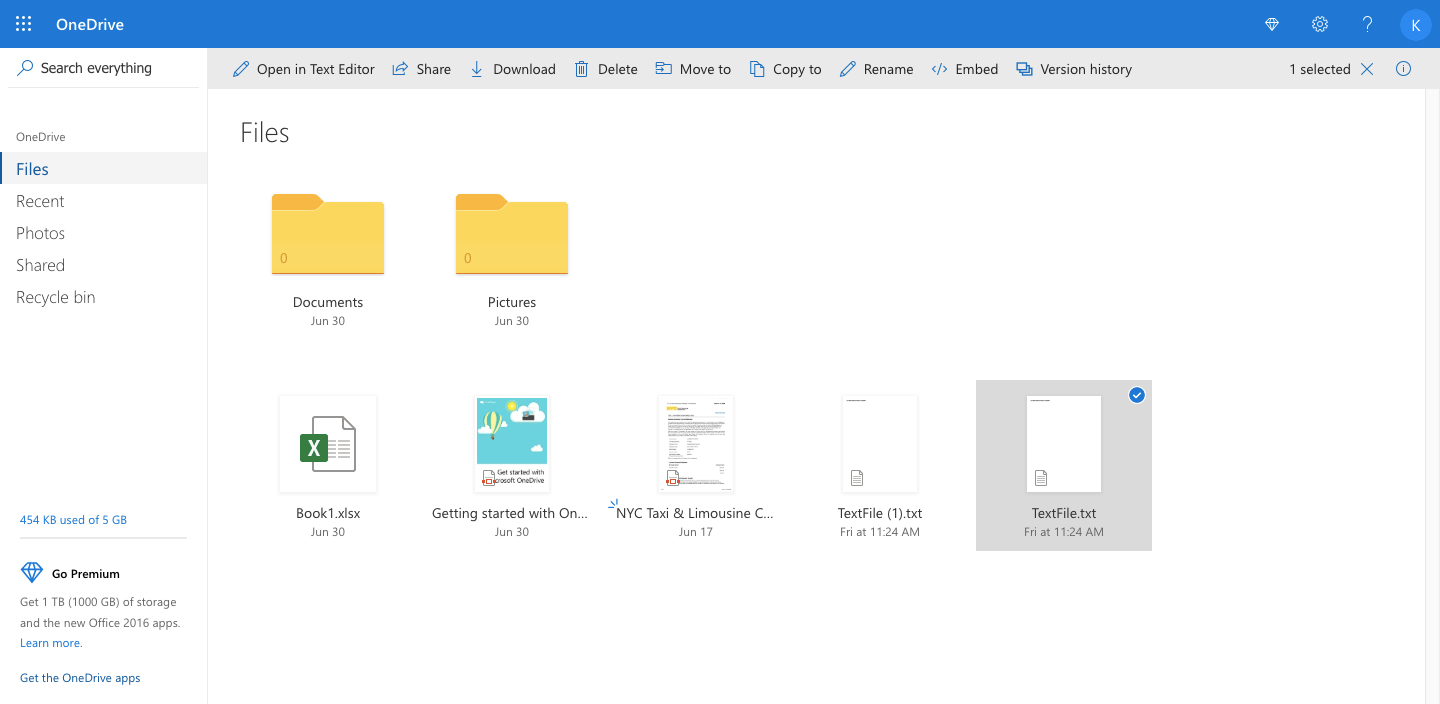 OneDrive
K
Search everything
Open in Text Editor Share Download Delete Move to Copy to Rename Embed Version history 1 selected
OneDrive
Files
Recent
Photos
Shared
Recycle bin
454 KB used of 5 GB
Go Premium
Get 1 TB (1000 GB) of storage
and the new Office 2016 apps.
Learn more.
Get the OneDrive apps
Files
0 0
Documents Pictures
Jun 30 Jun 30
X
Get started with
crosoft OneDrive
Book1.xlsx Getting started with On... NYC Taxi & Limousine C... TextFile (1).txt TextFile.txt
Jun 30 Jun 30 Jun 17 Fri at 11:24 AM Fri at 11:24 AM